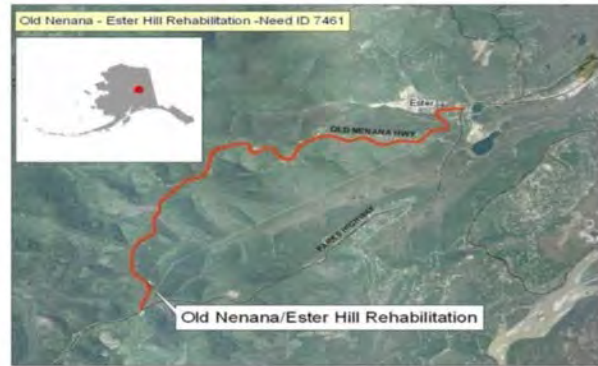 Old Nenana - Ester Hill Rehabilitation -Need ID 7461
Ester
OLD NENANA HWY
PARKS HIGHWAY
Old Nenana/Ester Hill Rehabilitation